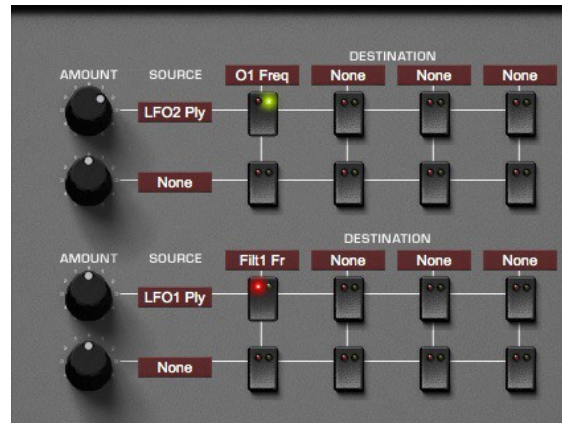 DESTINATION
AMOUNT SOURCE O1 Freq None None None
LFO2 Ply
None
DESTINATION
AMOUNT SOURCE Filt1 Fr None None None
LFO1 Ply
None